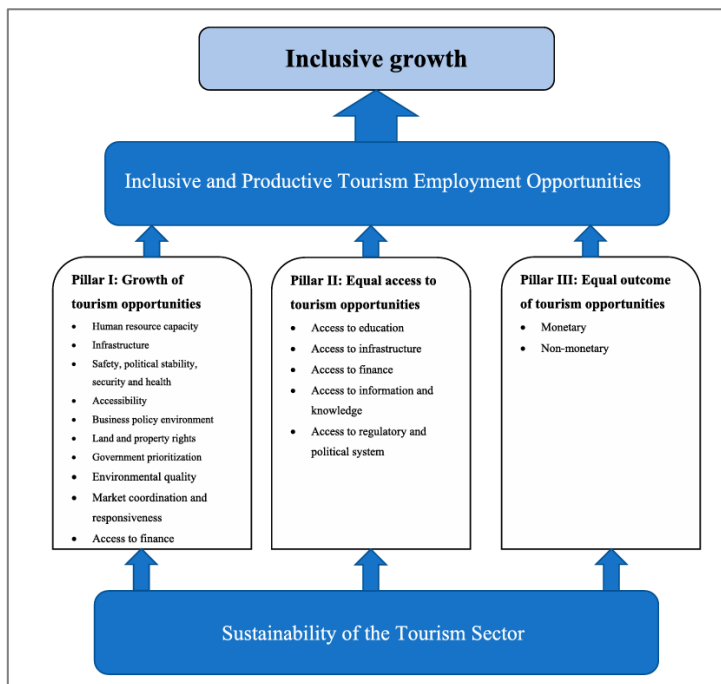 Inclusive growth
Inclusive and Productive Tourism Employment Opportunities
Pillar I: Growth of
tourism opportunities
• Human resource capacity
• Infrastructure
• Safety, political stability,
security and health
• Accessibility
• Business policy environment
• Land and property rights
• Government prioritization
• Environmental quality
• Market coordination and
responsiveness
• Access to finance
Pillar II: Equal access to
tourism opportunities
• Access to education
• Access to infrastructure
• Access to finance
• Access to information and
knowledge
• Access to regulatory and
political system
Pillar III: Equal outcome
of tourism opportunities
• Monetary
• Non-monetary
Sustainability of the Tourism Sector